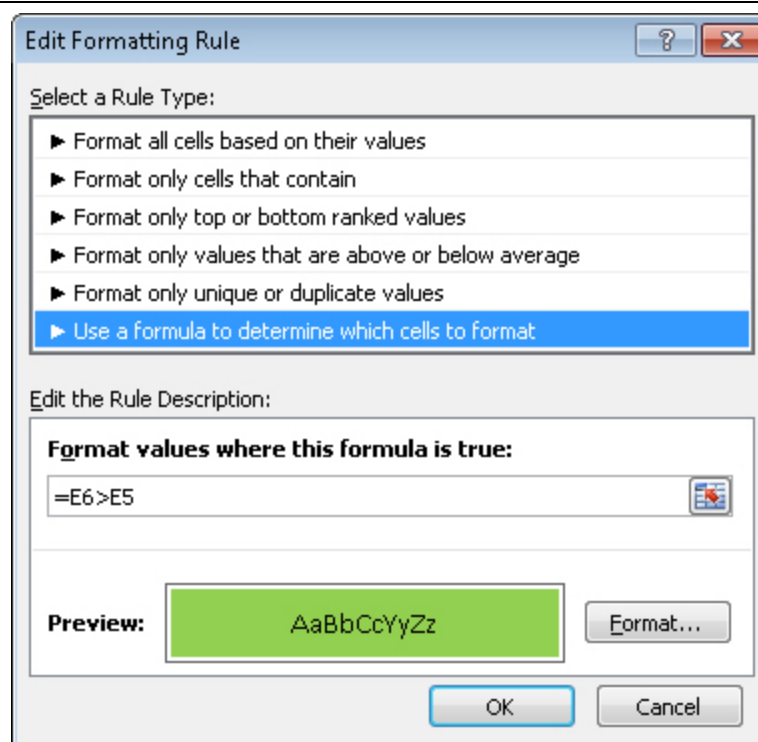 Edit Formatting Rule
Select a Rule Type:
► Format all cells based on their values
► Format only cells that contain
► Format only top or bottom ranked values
► Format only values that are above or below average
► Format only unique or duplicate values
► Use a formula to determine which cells to format
Edit the Rule Description:
Format values where this formula is true:
=E6>E5
Preview: AaBbCcYyZz Format...
OK Cancel